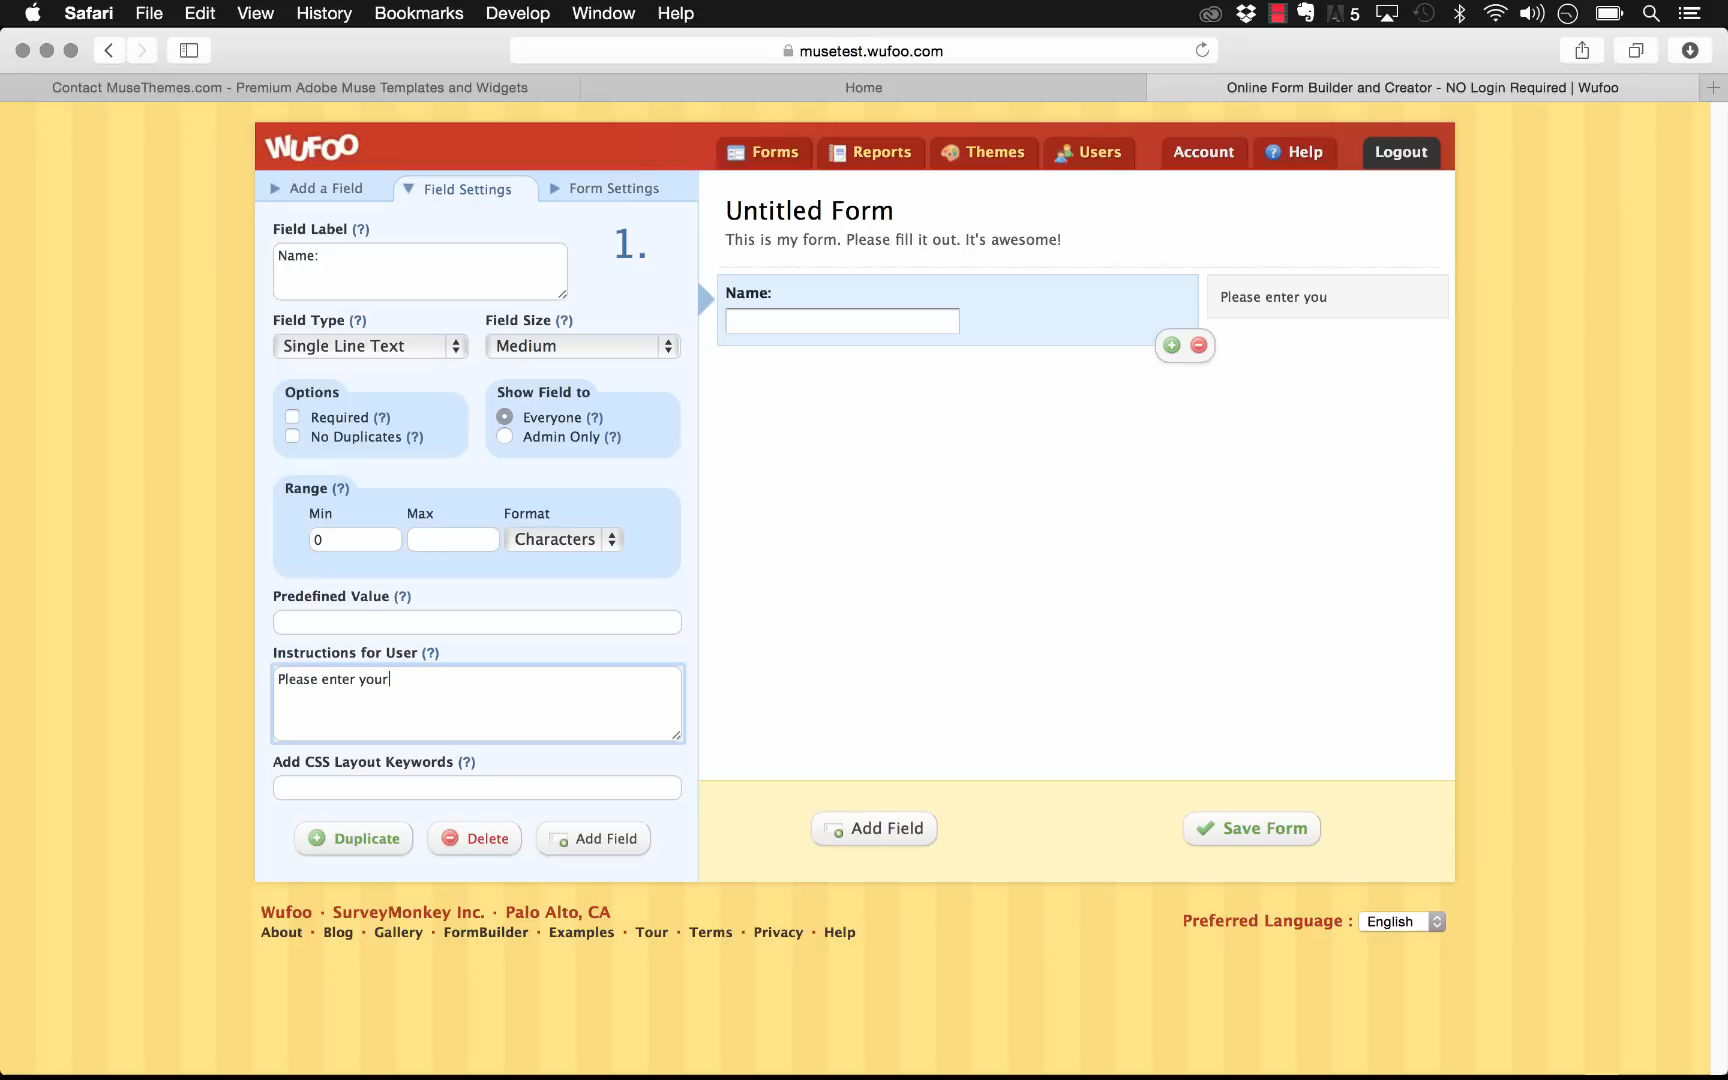 Safari File Edit View History Bookmarks Develop Window Help 5
musetest.wufoo.com
Contact MuseThemes.com - Premium Adobe Muse Templates and Widgets
Home
Online Form Builder and Creator - NO Login Required | Wufoo
WUFOO
Forms Reports Themes Users Account ? Help Logout
Add a Field Field Settings Form Settings
Field Label (?)
1.
Name:
Field Type (?) Field Size (?)
Single Line Text Medium
Options Show Field to
Required (?) Everyone (?)
No Duplicates (?) Admin Only (?)
Range (?)
Min Max Format
0 Characters
Predefined Value (?)
Instructions for User (?)
Please enter your
Add CSS Layout Keywords (?)
Duplicate Delete Add Field
Untitled Form
This is my form. Please fill it out. It's awesome!
Name:
Please enter you
Add Field Save Form
Wufoo · SurveyMonkey Inc. · Palo Alto, CA
About · Blog · Gallery · FormBuilder · Examples · Tour · Terms · Privacy · Help
Preferred Language : English